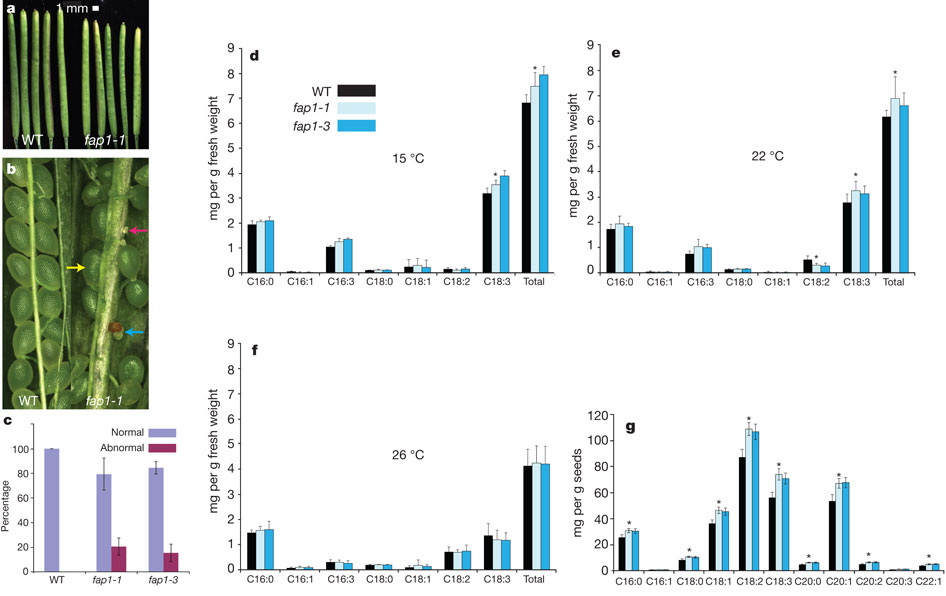 a
1 mm
WT
fap1-1
b
WT
fap1-1
c
Normal
Abnormal
Percentage
100
80
60
40
20
0
WT
fap1-1
fap1-3
d
WT
fap1-1
fap1-3
15 °C
mg per g fresh weight
9
8
7
6
5
4
3
2
1
0
*
*
C16:0 C16:1 C16:3 C18:0 C18:1 C18:2 C18:3 Total
e
22 °C
mg per g fresh weight
9
8
7
6
5
4
3
2
1
0
*
*
*
C16:0 C16:1 C16:3 C18:0 C18:1 C18:2 C18:3 Total
f
26 °C
mg per g fresh weight
9
8
7
6
5
4
3
2
1
0
C16:0 C16:1 C16:3 C18:0 C18:1 C18:2 C18:3 Total
g
mg per g seeds
120
100
80
60
40
20
0
* * * * * * * * *
C16:0 C16:1 C18:0 C18:1 C18:2 C18:3 C20:0 C20:1 C20:2 C20:3 C22:1